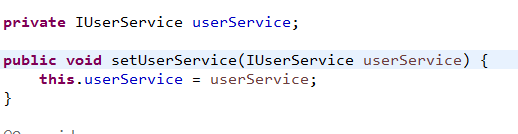 private IUserService userService;
public void setUserService(IUserService userService) {
this.userService = userService;
}